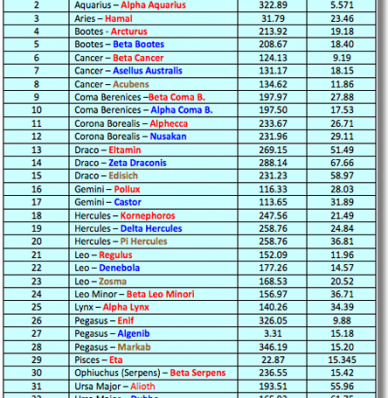 2 Aquarius – Alpha Aquarius 322.89 5.571
3 Aries – Hamal 31.79 23.46
4 Bootes - Arcturus 213.92 19.18
5 Bootes – Beta Bootes 208.67 18.40
6 Cancer – Beta Cancer 124.13 9.19
7 Cancer – Asellus Australis 131.17 18.15
8 Cancer – Acubens 134.62 11.86
9 Coma Berenices –Beta Coma B. 197.97 27.88
10 Coma Berenices – Alpha Coma B. 197.50 17.53
11 Corona Borealis – Alphecca 233.67 26.71
12 Corona Borealis – Nusakan 231.96 29.11
13 Draco – Eltamin 269.15 51.49
14 Draco – Zeta Draconis 288.14 67.66
15 Draco – Edisich 231.23 58.97
16 Gemini – Pollux 116.33 28.03
17 Gemini – Castor 113.65 31.89
18 Hercules – Kornephoros 247.56 21.49
19 Hercules – Delta Hercules 258.76 24.84
20 Hercules – Pi Hercules 258.76 36.81
21 Leo – Regulus 152.09 11.96
22 Leo – Denebola 177.26 14.57
23 Leo – Zosma 168.53 20.52
24 Leo Minor – Beta Leo Minori 156.97 36.71
25 Lynx – Alpha Lynx 140.26 34.39
26 Pegasus – Enif 326.05 9.88
27 Pegasus – Algenib 3.31 15.18
28 Pegasus – Markab 346.19 15.20
29 Pisces – Eta 22.87 15.345
30 Ophiuchus (Serpens) – Beta Serpens 236.55 15.42
31 Ursa Major – Alioth 193.51 55.96